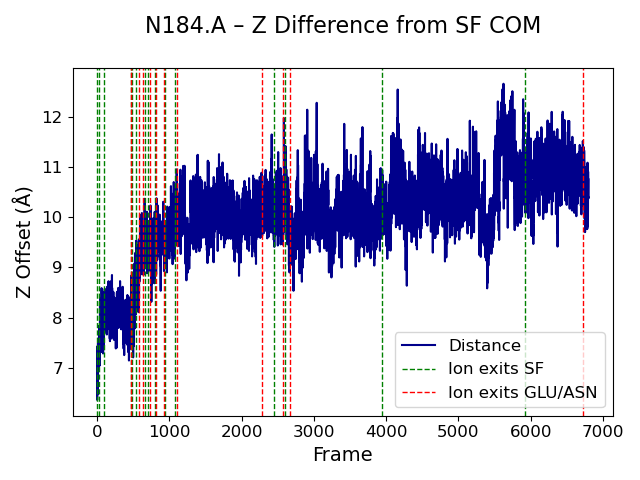 N184.A – Z Difference from SF COM
12
11
10
9
8
7
Z Offset (Å)
Distance
Ion exits SF
Ion exits GLU/ASN
0
1000
2000
3000
4000
5000
6000
7000
Frame